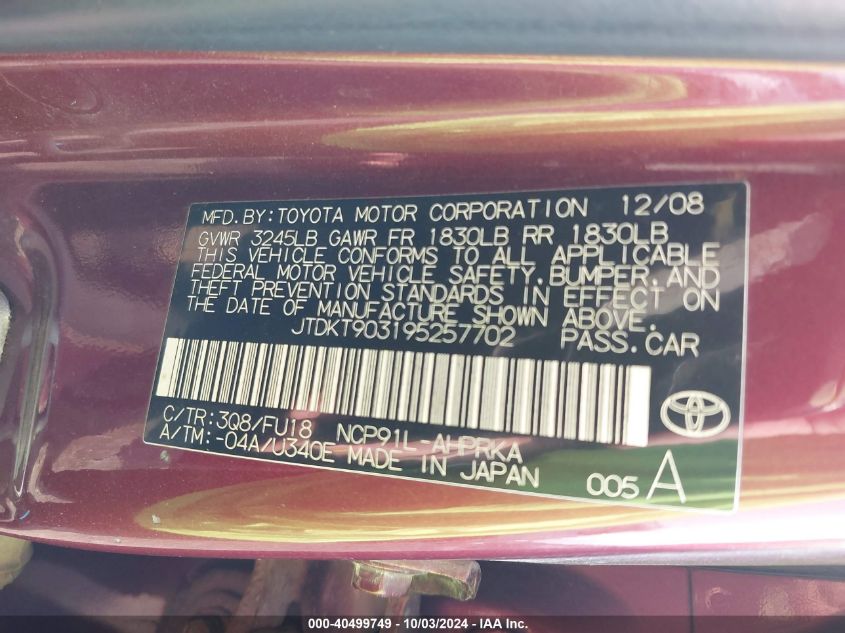 MFD.BY:TOYOTA MOTOR CORPORATION 12/08
GVWR 3245LB GAWR FR 1830LB RR 1830LB
THIS VEHICLE CONFORMS TO ALL APPLICABLE
FEDERAL MOTOR VEHICLE SAFETY,BUMPER,AND
THEFT PREVENTION STANDARDS IN EFFECT ON
THE DATE OF MANUFACTURE SHOWN ABOVE.
JTDKT903195257702 PASS.CAR
C/TR:3Q8/FU18 NCP91L-AHPRKA
A/TM:-04A/U340E MADE IN JAPAN 005 A
000-40499749 - 10/03/2024 - IAA Inc.